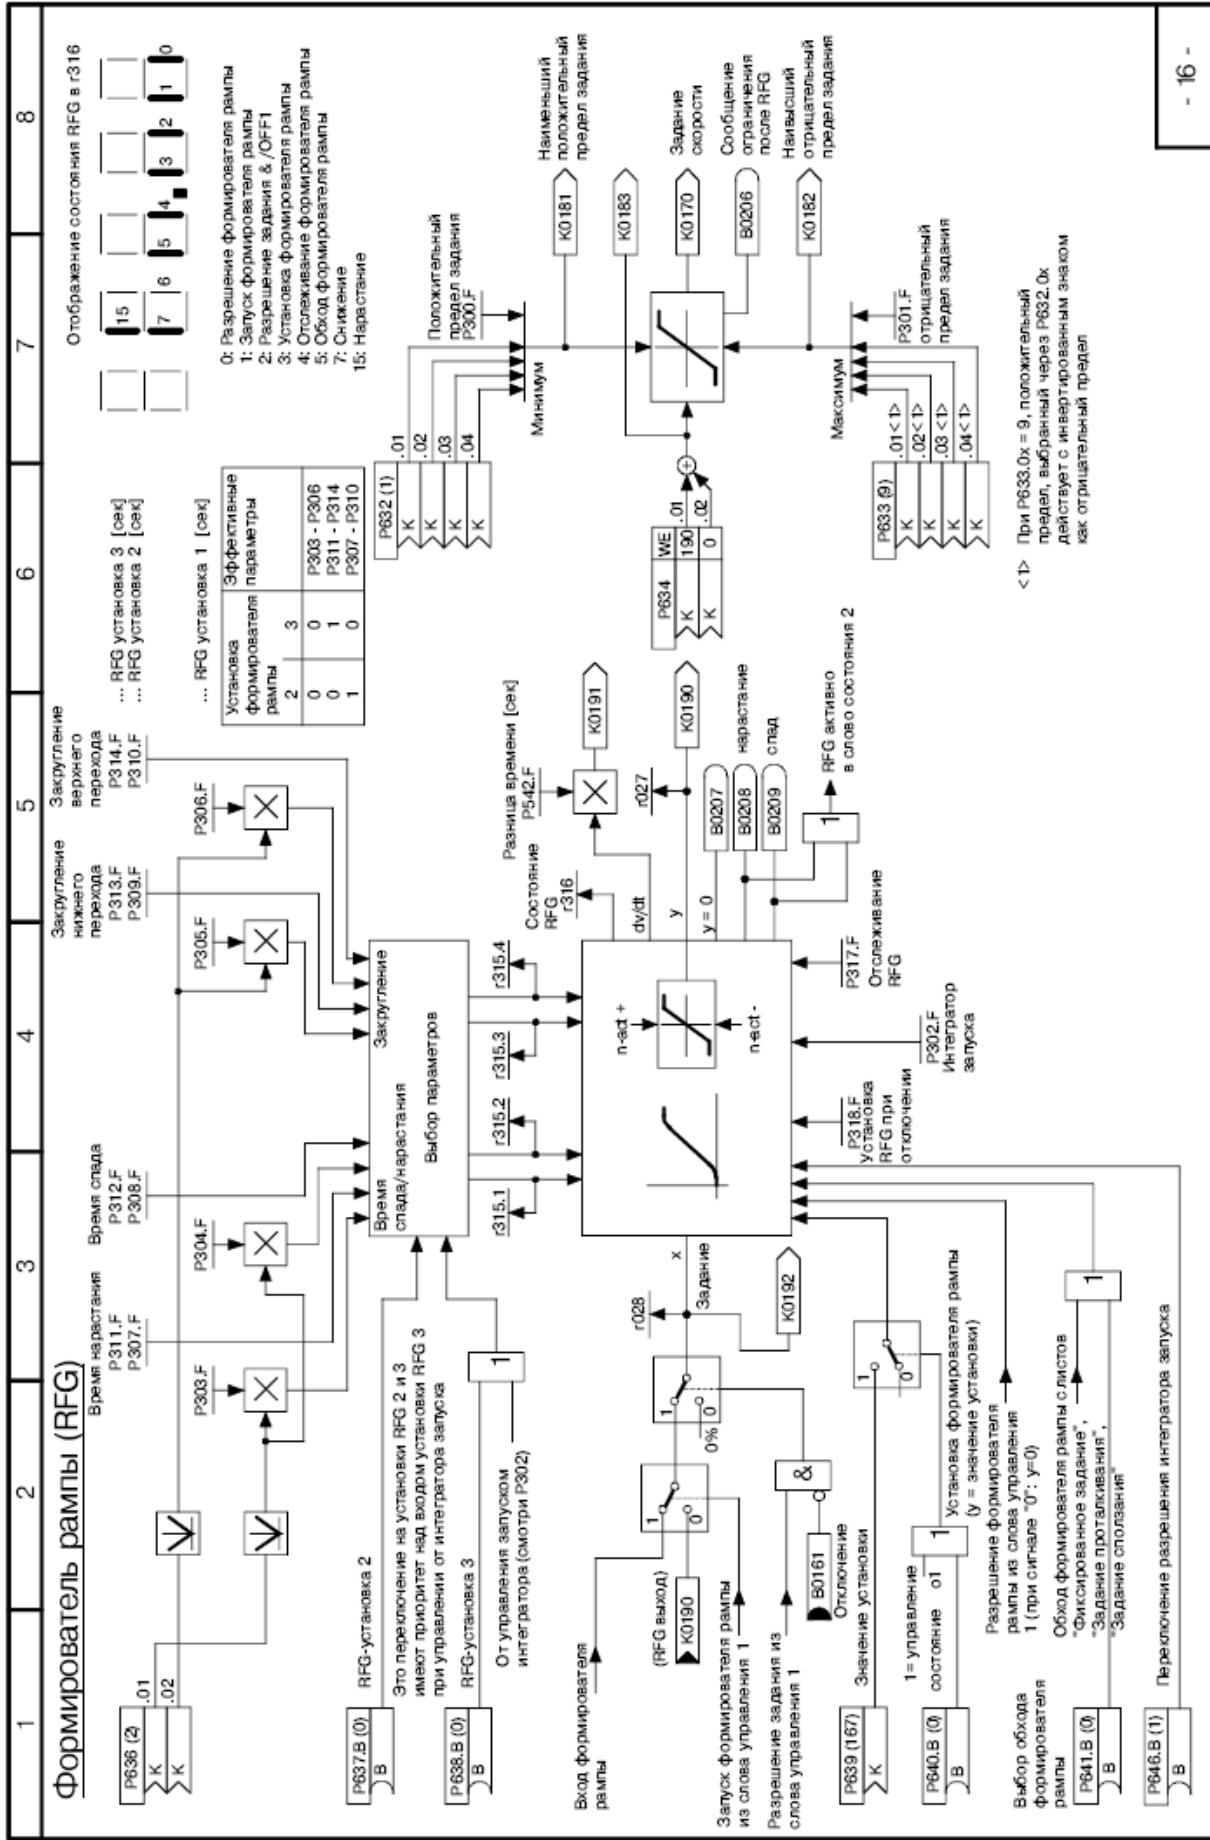 1 2 3 4 5 6 7 8
Формирователь рампы (RFG)
Отображение состояния RFG в r316
15
7 6 5 4 3 2 1 0
0: Разрешение формирователя рампы
1: Запуск формирователя рампы
2: Разрешение задания & /OFF1
3: Установка формирователя рампы
4: Отслеживание формирователя рампы
5: Обход формирователя рампы
7: Снижение
15: Нарастание
Время нарастания
P311.F
P307.F
P303.F
Время спада
P312.F
P308.F
P304.F
Закругление
нижнего
перехода
P313.F
P309.F
P305.F
Закругление
верхнего
перехода
P314.F
P310.F
P306.F
... RFG установка 3 [сек]
... RFG установка 2 [сек]
... RFG установка 1 [сек]
P636 (2)
K .01
K .02
Установка
формирователя
рампы
Эффективные
параметры
2 3
0 0 P303 - P306
0 1 P311 - P314
1 0 P307 - P310
P637.B (0)
B
RFG-установка 2
Это переключение на установки RFG 2 и 3
имеют приоритет над входом установки RFG 3
при управлении от интегратора запуска
P638.B (0)
B
RFG-установка 3
От управления запуском
интегратора (смотри P302)
1
Время
спада/нарастания
Закругление
Выбор параметров
r315.1
r315.2
r315.3
r315.4
Состояние
RFG
r316
Разница времени [сек]
P542.F
K0191
dv/dt
r027
y
K0190
y = 0
B0207
B0208
нарастание
B0209
спад
1
RFG активно
в слово состояния 2
n-act +
n-act -
Вход формирователя
рампы
(RFG выход)
K0190
1
0
1
0
0%
r028
Задание
x
K0192
Запуск формирователя рампы
из слова управления 1
Разрешение задания из
слова управления 1
&
B0161
Отключение
P639 (167)
K
Значение установки
1
0
P640.B (0)
B
1= управление
состояние o1
1
Установка формирователя рампы
(y = значение установки)
Разрешение формирователя
рампы из слова управления
1 (при сигнале "0": y=0)
Выбор обхода
формирователя
рампы
P641.B (0)
B
Обход формирователя рампы с листов
"Фиксированное задание",
"Задание проталкивания",
"Задание сползания"
1
P646.B (1)
B
Переключение разрешения интегратора запуска
P318.F
Установка
RFG при
отключении
P302.F
Интегратор
запуска
P317.F
Отслеживание
RFG
P632 (1)
K .01
K .02
K .03
K .04
Положительный
предел задания
P300.F
Минимум
Наименьший
положительный
предел задания
K0181
K0183
P634 WE
K 190 .01
K 0 .02
+
K0170
Задание
скорости
B0206
Сообщение
ограничения
после RFG
K0182
Наивысший
отрицательный
предел задания
Максимум
P301.F
отрицательный
предел задания
P633 (9)
K .01<1>
K .02<1>
K .03 <1>
K .04<1>
<1> При P633.0x = 9, положительный
предел, выбранный через P632.0x
действует с инвертированным знаком
как отрицательный предел
- 16 -